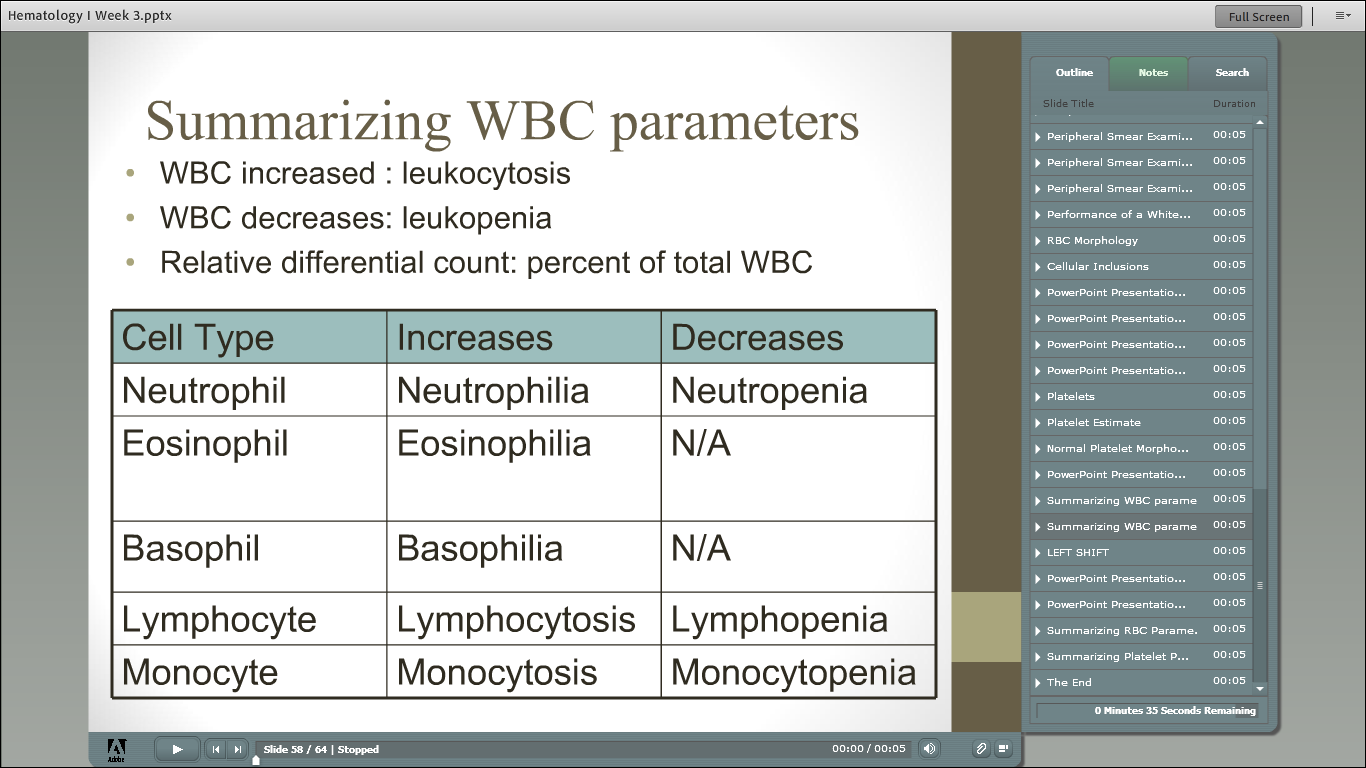 Hematology I Week 3.pptx
Full Screen
Summarizing WBC parameters
• WBC increased : leukocytosis
• WBC decreases: leukopenia
• Relative differential count: percent of total WBC
Cell Type Increases Decreases
Neutrophil Neutrophilia Neutropenia
Eosinophil Eosinophilia N/A
Basophil Basophilia N/A
Lymphocyte Lymphocytosis Lymphopenia
Monocyte Monocytosis Monocytopenia
Outline Notes Search
Slide Title Duration
Peripheral Smear Exami... 00:05
Peripheral Smear Exami... 00:05
Peripheral Smear Exami... 00:05
Performance of a White... 00:05
RBC Morphology 00:05
Cellular Inclusions 00:05
PowerPoint Presentatio... 00:05
PowerPoint Presentatio... 00:05
PowerPoint Presentatio... 00:05
PowerPoint Presentatio... 00:05
Platelets 00:05
Platelet Estimate 00:05
Normal Platelet Morpho... 00:05
PowerPoint Presentatio... 00:05
Summarizing WBC parame 00:05
Summarizing WBC parame 00:05
LEFT SHIFT 00:05
PowerPoint Presentatio... 00:05
PowerPoint Presentatio... 00:05
Summarizing RBC Parame. 00:05
Summarizing Platelet P... 00:05
The End 00:05
0 Minutes 35 Seconds Remaining
Adobe
Slide 58 / 64 | Stopped
00:00 / 00:05